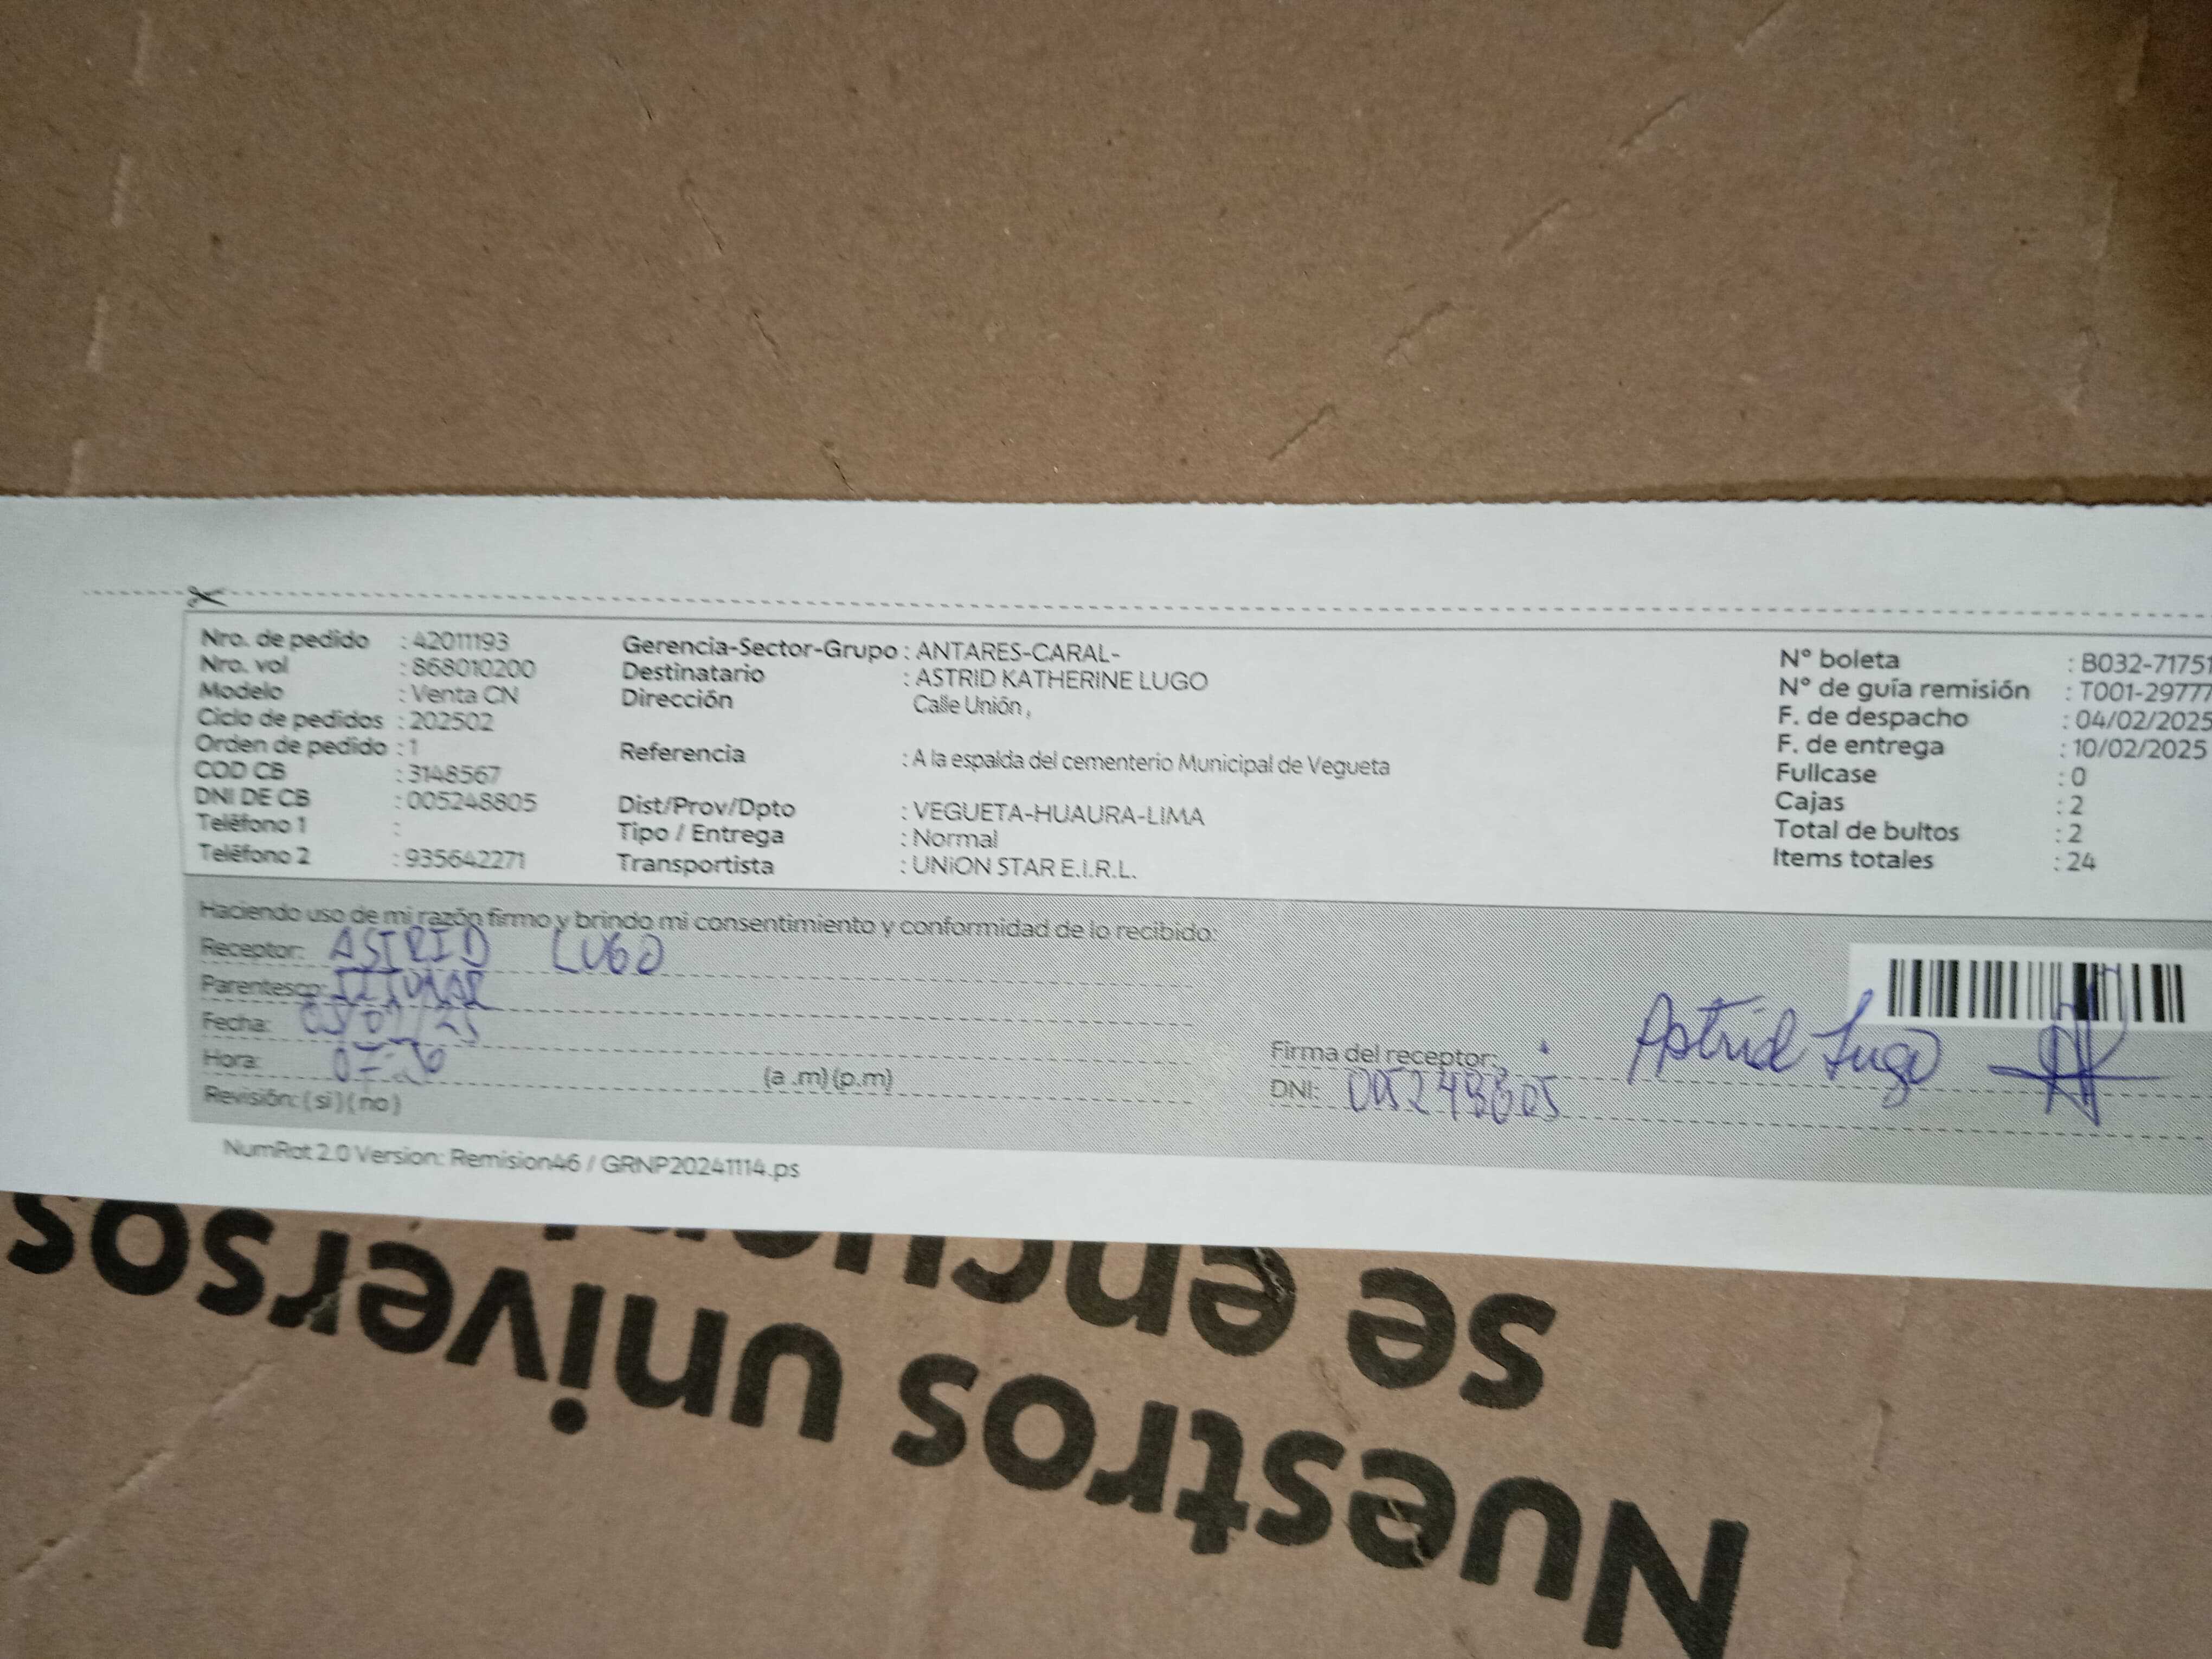 Nro. de pedido : 42011193
Nro. vol : 868010200
Modelo : Venta CN
Ciclo de pedidos : 202502
Orden de pedido : 1
COD CB : 3148567
DNI DE CB : 005248805
Teléfono 1 :
Teléfono 2 : 935642271
Gerencia-Sector-Grupo : ANTARES-CARAL-
Destinatario : ASTRID KATHERINE LUGO
Dirección Calle Unión ,
Referencia : A la espalda del cementerio Municipal de Vegueta
Dist/Prov/Dpto : VEGUETA-HUAURA-LIMA
Tipo / Entrega : Normal
Transportista : UNiON STAR E.I.R.L.
N° boleta : B032-71751
N° de guía remisión : T001-29777
F. de despacho : 04/02/2025
F. de entrega : 10/02/2025
Fullcase : 0
Cajas : 2
Total de bultos : 2
Items totales : 24
Haciendo uso de mi razón firmo y brindo mi consentimiento y conformidad de lo recibido:
Receptor: ASTRID LUGO
Parentesco:
Fecha:
Hora: (a .m) (p.m)
Revisión: ( si ) ( no )
Firma del receptor: Astrid Lugo
DNI: 005248805
NumRot 2.0 Version: Remision46 / GRNP20241114.ps
Nuestros universos
se